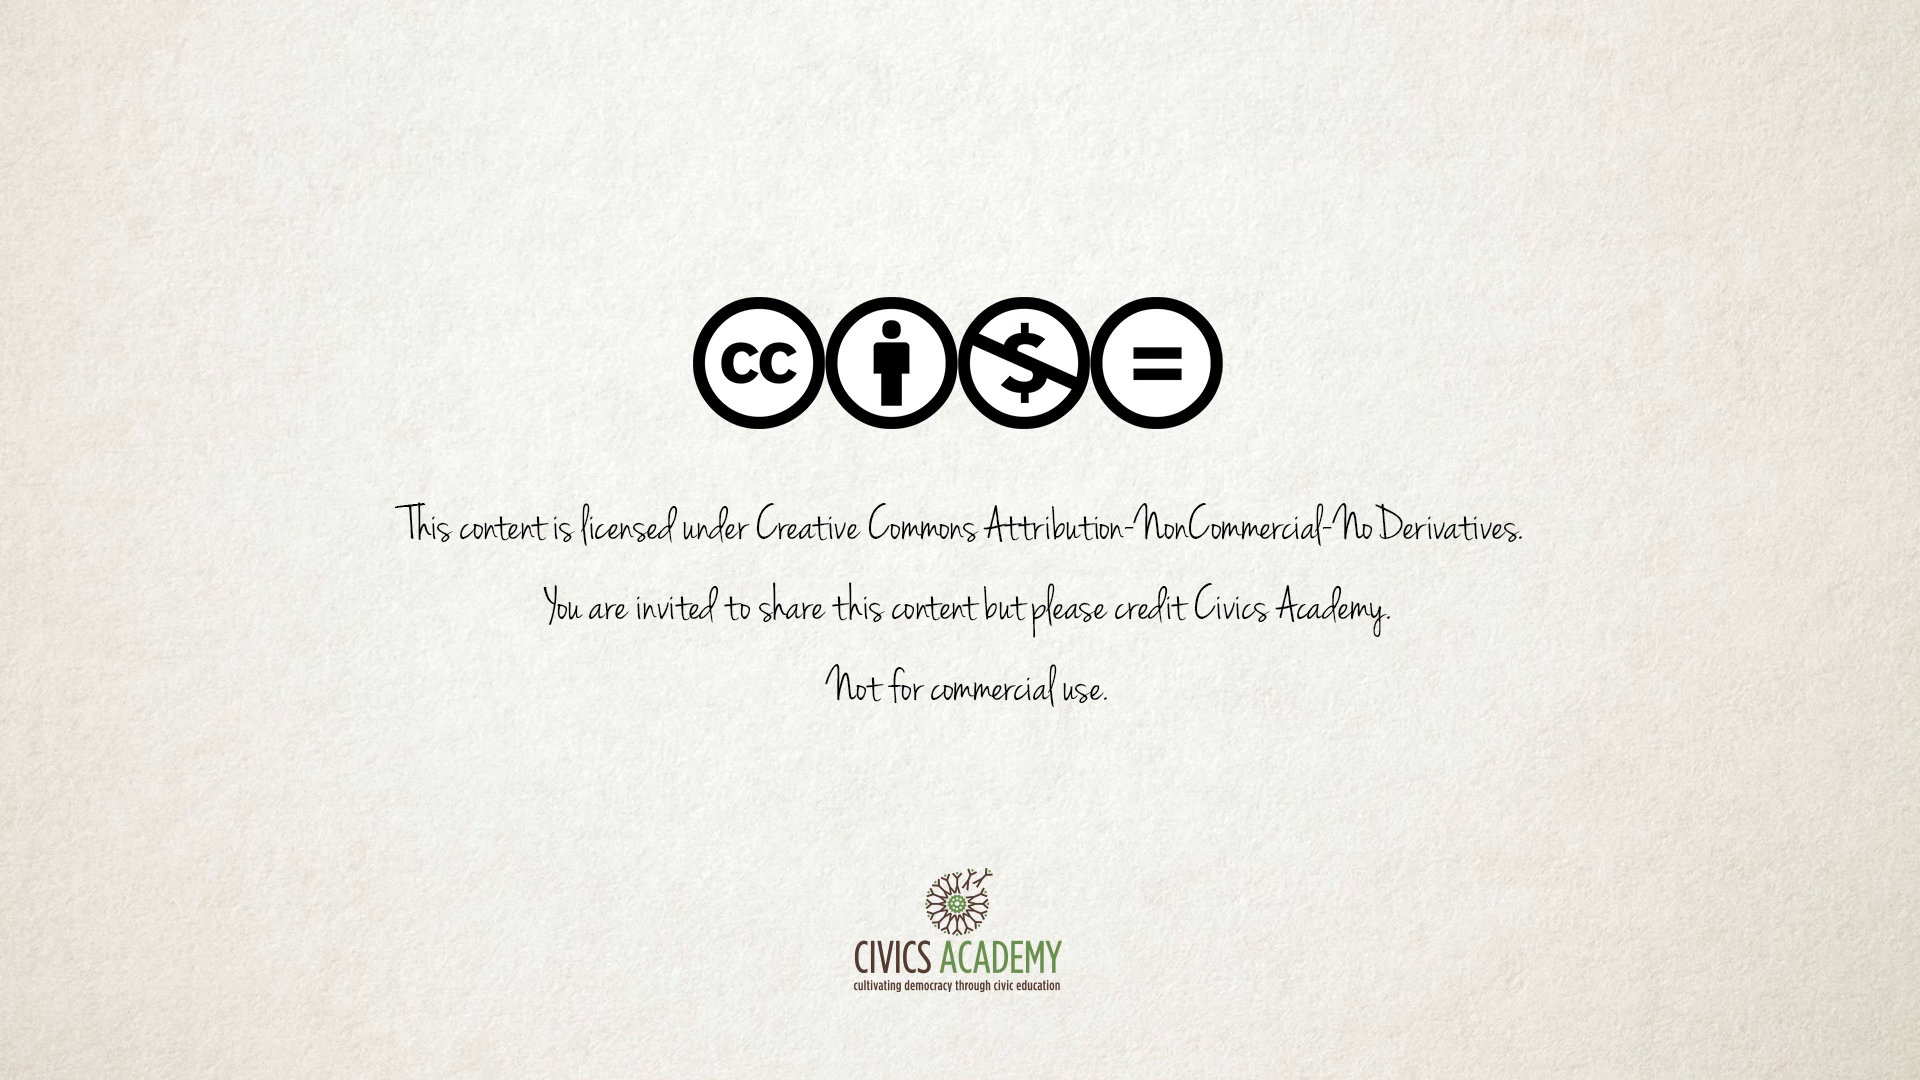 cc $ =
This content is licensed under Creative Commons Attribution-NonCommercial-No Derivatives.
You are invited to share this content but please credit Civics Academy.
Not for commercial use.
CIVICS ACADEMY
cultivating democracy through civic education